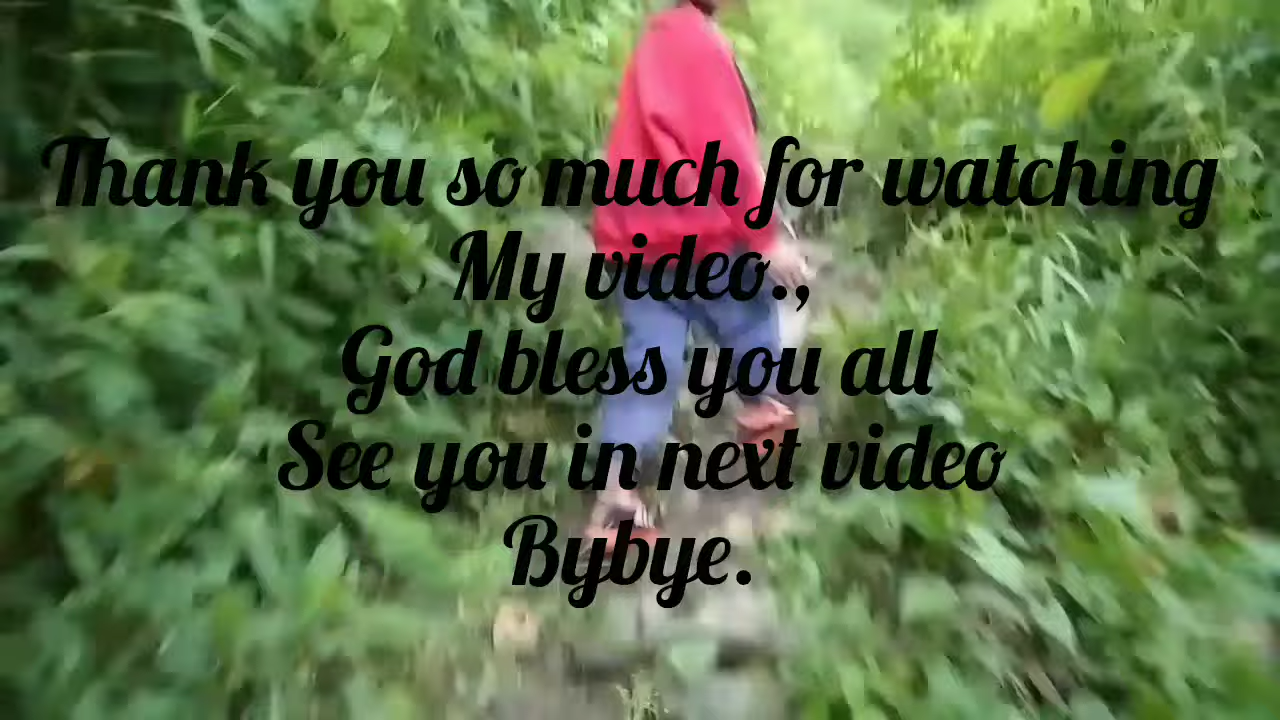 Thank you so much for watching
My video.,
God bless you all
See you in next video
Bybye.